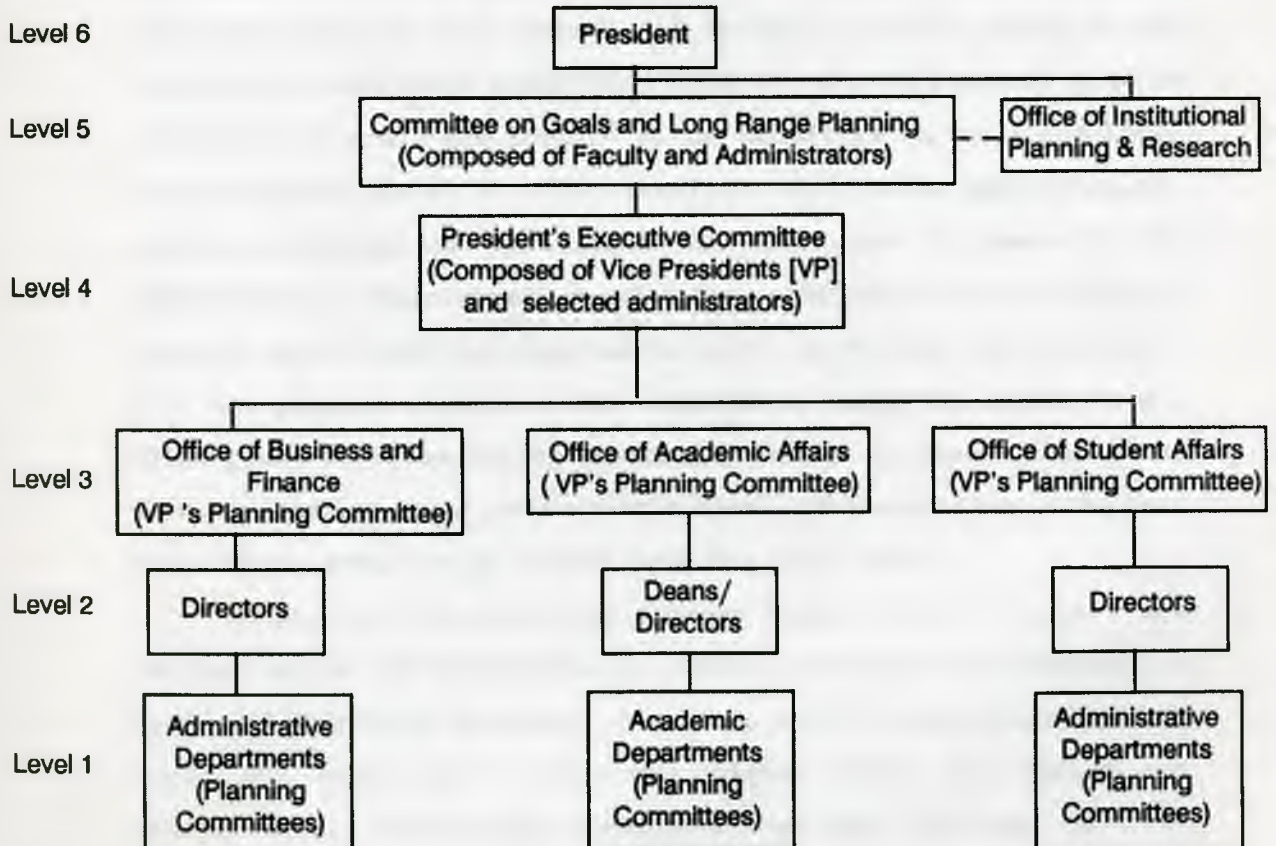 Level 6
President
Level 5
Committee on Goals and Long Range Planning
(Composed of Faculty and Administrators)
Office of Institutional
Planning & Research
Level 4
President's Executive Committee
(Composed of Vice Presidents [VP]
and selected administrators)
Level 3
Office of Business and
Finance
(VP 's Planning Committee)
Office of Academic Affairs
( VP's Planning Committee)
Office of Student Affairs
(VP's Planning Committee)
Level 2
Directors
Deans/
Directors
Directors
Level 1
Administrative
Departments
(Planning
Committees)
Academic
Departments
(Planning
Committees)
Administrative
Departments
(Planning
Committees)